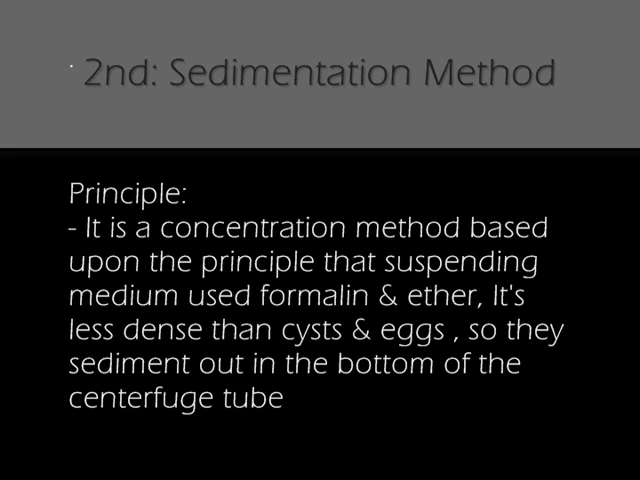 2nd: Sedimentation Method
Principle:
- It is a concentration method based
upon the principle that suspending
medium used formalin & ether, It's
less dense than cysts & eggs , so they
sediment out in the bottom of the
centerfuge tube